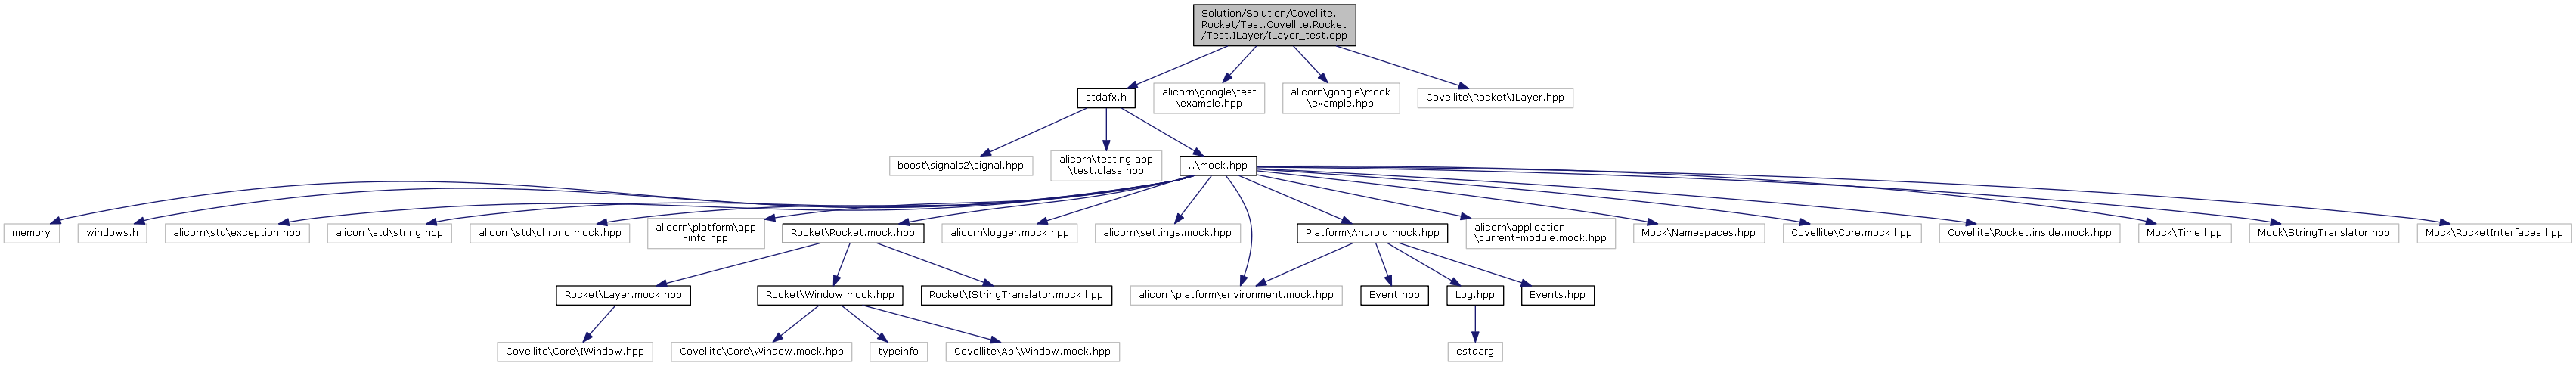 Solution/Solution/Covellite.
Rocket/Test.Covellite.Rocket
/Test.ILayer/ILayer_test.cpp
stdafx.h
alicorn\google\test
\example.hpp
alicorn\google\mock
\example.hpp
Covellite\Rocket\ILayer.hpp
boost\signals2\signal.hpp
alicorn\testing.app
\test.class.hpp
..\mock.hpp
memory
windows.h
alicorn\std\exception.hpp
alicorn\std\string.hpp
alicorn\std\chrono.mock.hpp
alicorn\platform\app
-info.hpp
Rocket\Rocket.mock.hpp
alicorn\logger.mock.hpp
alicorn\settings.mock.hpp
Platform\Android.mock.hpp
alicorn\application
\current-module.mock.hpp
Mock\Namespaces.hpp
Covellite\Core.mock.hpp
Covellite\Rocket.inside.mock.hpp
Mock\Time.hpp
Mock\StringTranslator.hpp
Mock\RocketInterfaces.hpp
Rocket\Layer.mock.hpp
Rocket\Window.mock.hpp
Rocket\IStringTranslator.mock.hpp
alicorn\platform\environment.mock.hpp
Event.hpp
Log.hpp
Events.hpp
Covellite\Core\IWindow.hpp
Covellite\Core\Window.mock.hpp
typeinfo
Covellite\Api\Window.mock.hpp
cstdarg